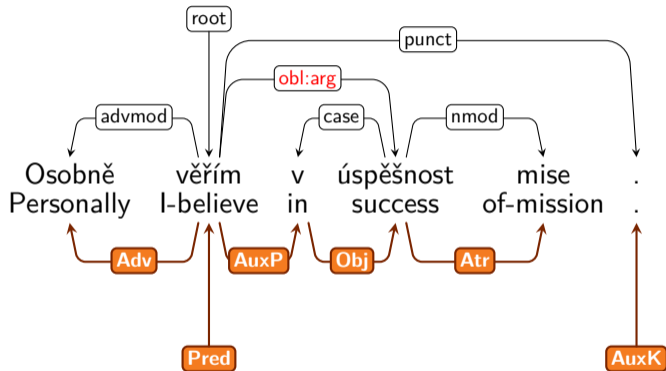 root
punct
obl:arg
advmod case nmod
Osobně věřím v úspěšnost mise .
Personally I-believe in success of-mission .
Adv AuxP Obj Atr
Pred AuxK